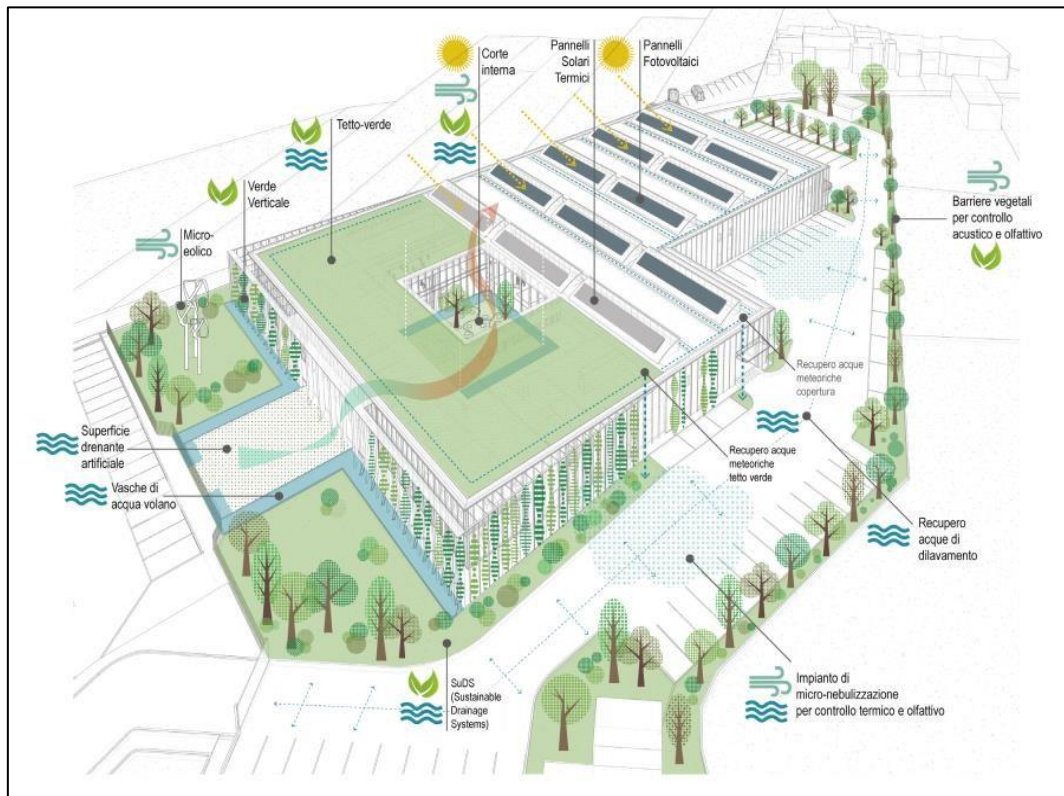 Corte
interna
Pannelli
Solari
Termici
Pannelli
Fotovoltaici
Tetto-verde
Verde
Verticale
Micro-
eolico
Barriere vegetali
per controllo
acustico e olfattivo
Recupero acque
meteoriche
copertura
Superficie
drenante
artificiale
Recupero acque
meteoriche
tetto verde
Vasche di
acqua volano
Recupero
acque di
dilavamento
SuDS
(Sustainable
Drainage
Systems)
Impianto di
micro-nebulizzazione
per controllo termico e olfattivo